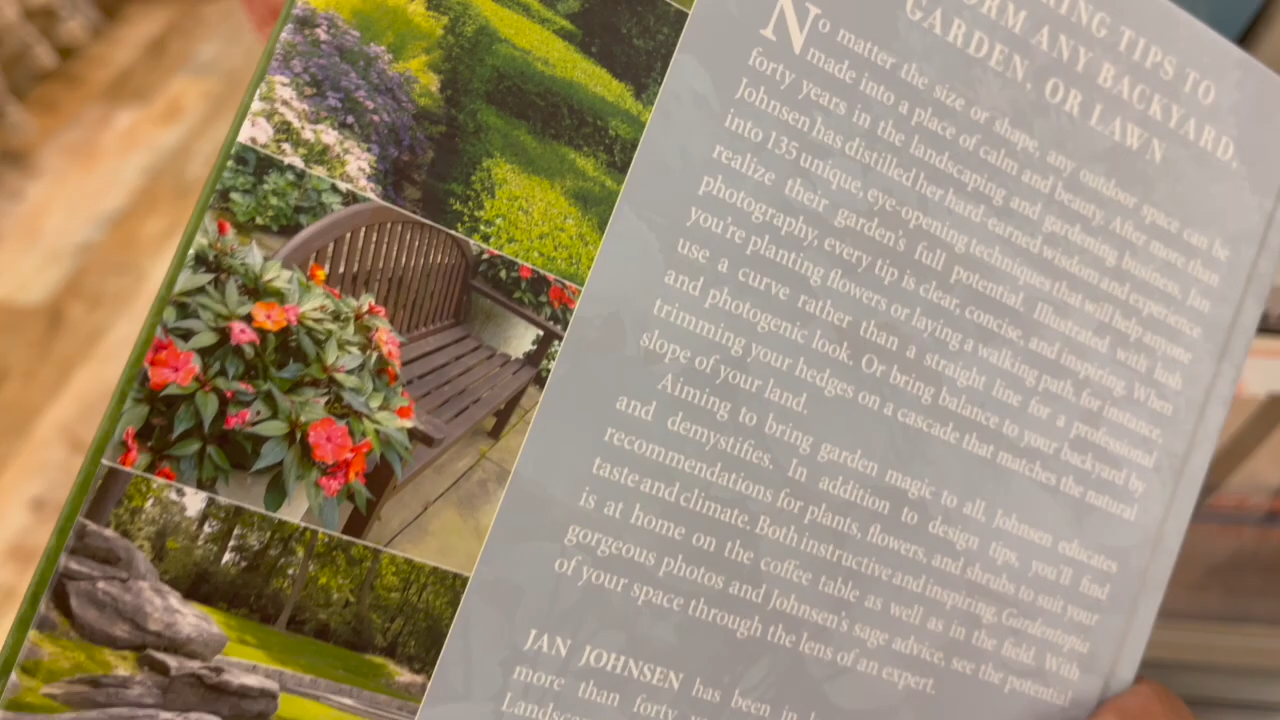 RING TIPS TO
ORM ANY BACKYARD,
GARDEN, OR LAWN
No matter the size or shape, any outdoor space can be
made into a place of calm and beauty. After more than
forty years in the landscaping and gardening business, Jan
Johnsen has distilled her hard-earned wisdom and experience
into 135 unique, eye-opening techniques that will help anyone
realize their garden's full potential. Illustrated with lush
photography, every tip is clear, concise, and inspiring. When
you're planting flowers or laying a walking path, for instance,
use a curve rather than a straight line for a professional
and photogenic look. Or bring balance to your backyard by
trimming your hedges on a cascade that matches the natural
slope of your land.
Aiming to bring garden magic to all, Johnsen educates
and demystifies. In addition to design tips, you'll find
recommendations for plants, flowers, and shrubs to suit your
taste and climate. Both instructive and inspiring, Gardentopia
is at home on the coffee table as well as in the field. With
gorgeous photos and Johnsen's sage advice, see the potential
of your space through the lens of an expert.
JAN JOHNSEN has been in
more than forty
Landsca